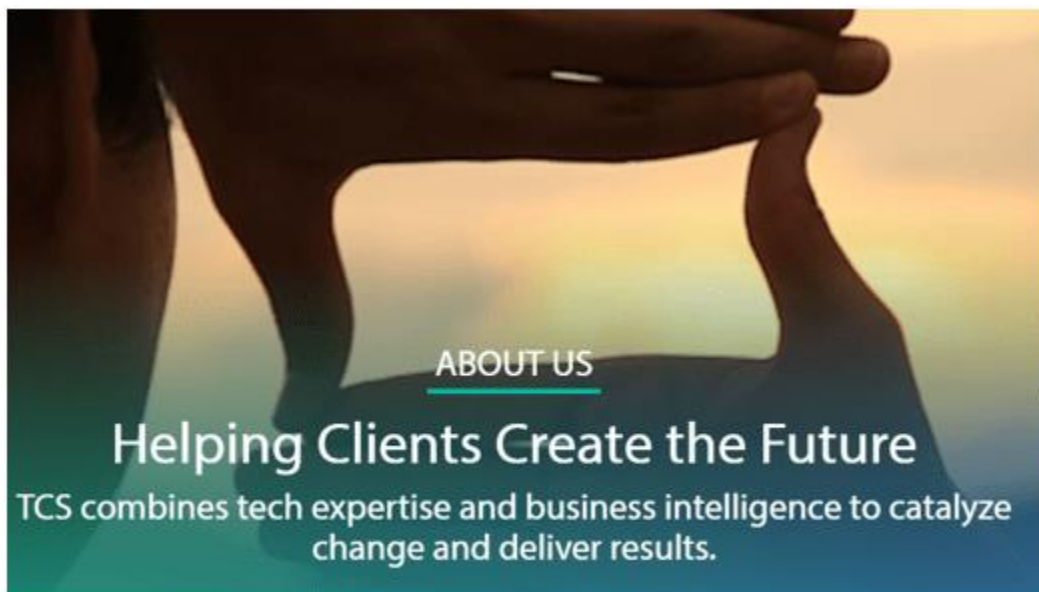 ABOUT US
Helping Clients Create the Future
TCS combines tech expertise and business intelligence to catalyze
change and deliver results.